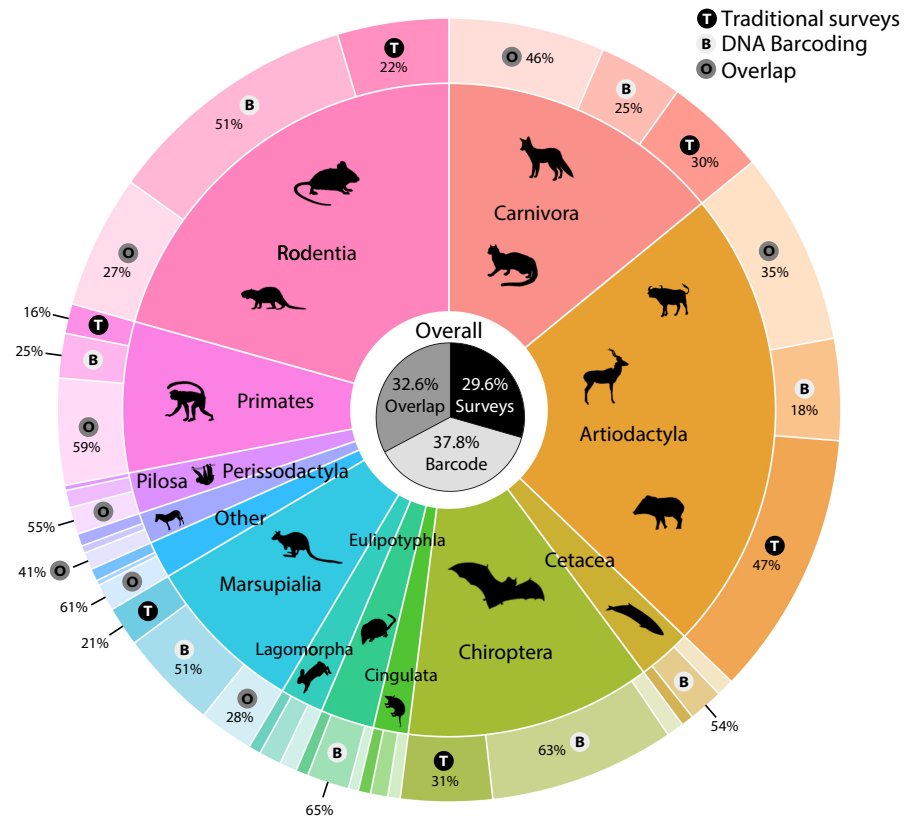 T Traditional surveys
B DNA Barcoding
O Overlap
T
22%
O 46%
B
25%
T
30%
B
51%
O
27%
Carnivora
Rodentia
O
35%
16%
T
25%
B
O
59%
Primates
Overall
32.6%
Overlap
29.6%
Surveys
37.8%
Barcode
B
18%
Artiodactyla
Pilosa
Perissodactyla
O
55%
Other
41% O
O
61%
T
21%
Marsupialia
Eulipotyphla
Cetacea
T
47%
B
51%
Lagomorpha
Chiroptera
Cingulata
O
28%
B
54%
B
65%
T
31%
63% B